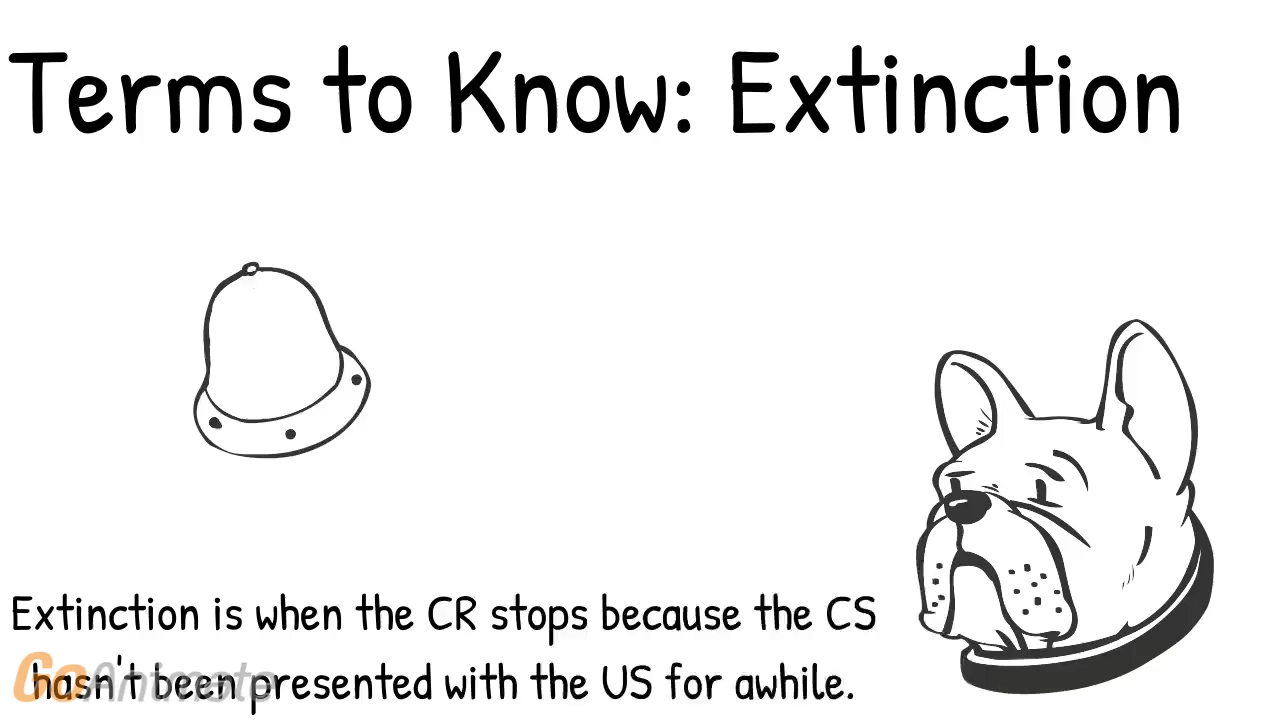 Terms to Know: Extinction
Extinction is when the CR stops because the CS
hasn't been presented with the US for awhile.
GoAnimate